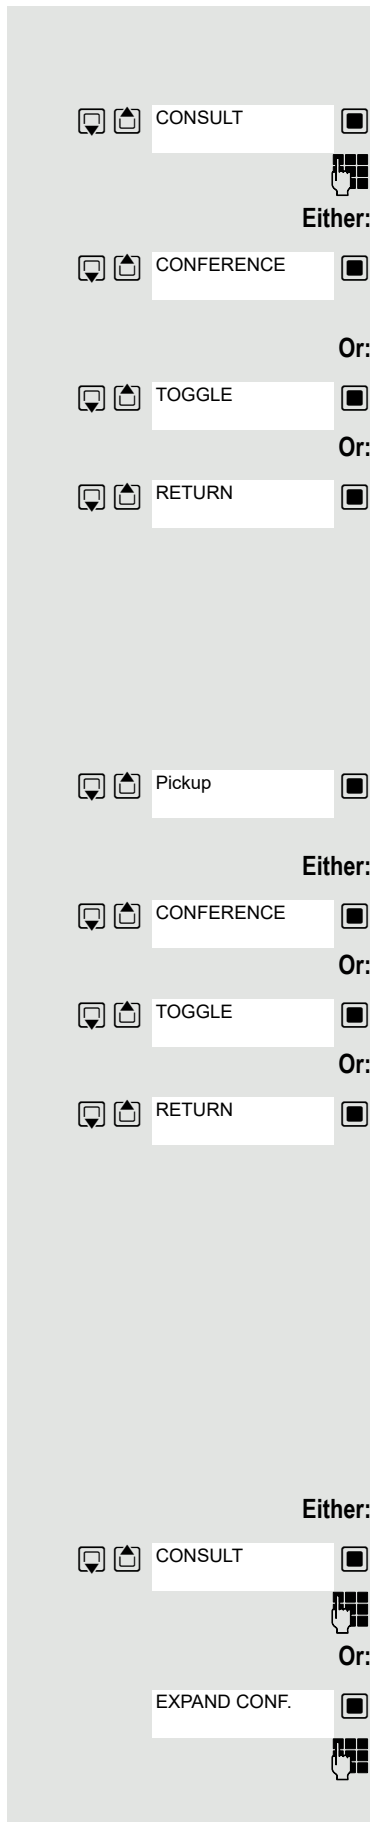 CONSULT
Either:
CONFERENCE
Or:
TOGGLE
Or:
RETURN
Pickup
Either:
CONFERENCE
Or:
TOGGLE
Or:
RETURN
Either:
CONSULT
Or:
EXPAND CONF.